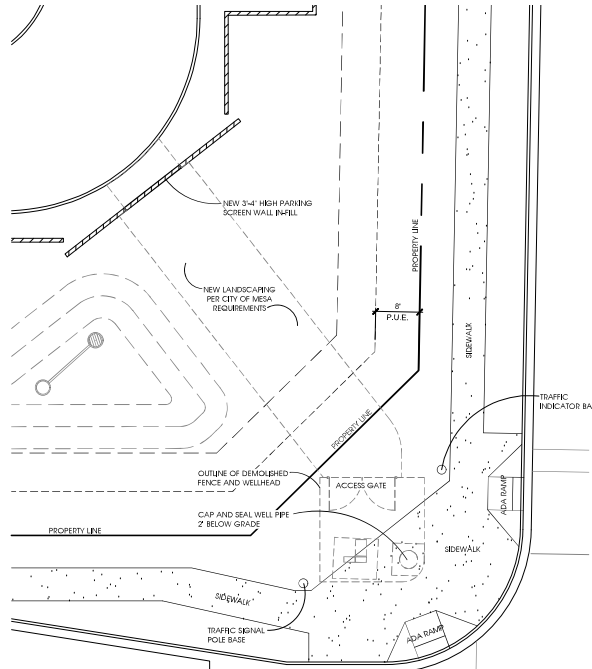 NEW 3'-4" HIGH PARKING
SCREEN WALL IN-FILL
NEW LANDSCAPING
PER CITY OF MESA
REQUIREMENTS
PROPERTY LINE
8'
P.U.E.
SIDEWALK
TRAFFIC
INDICATOR BA
PROPERTY LINE
OUTLINE OF DEMOLISHED
FENCE AND WELLHEAD
ACCESS GATE
ADA RAMP
CAP AND SEAL WELL PIPE
2' BELOW GRADE
PROPERTY LINE
SIDEWALK
SIDEWALK
TRAFFIC SIGNAL
POLE BASE
ADA RAMP